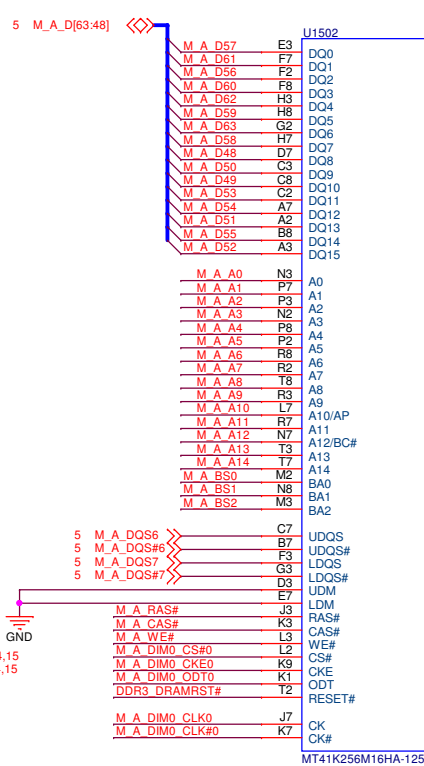 5 M_A_D[63:48]
U1502
M_A_D57 E3 DQ0
M_A_D61 F7 DQ1
M_A_D56 F2 DQ2
M_A_D60 F8 DQ3
M_A_D62 H3 DQ4
M_A_D59 H8 DQ5
M_A_D63 G2 DQ6
M_A_D58 H7 DQ7
M_A_D48 D7 DQ8
M_A_D50 C3 DQ9
M_A_D49 C8 DQ10
M_A_D53 C2 DQ11
M_A_D54 A7 DQ12
M_A_D51 A2 DQ13
M_A_D55 B8 DQ14
M_A_D52 A3 DQ15
M_A_A0 N3 A0
M_A_A1 P7 A1
M_A_A2 P3 A2
M_A_A3 N2 A3
M_A_A4 P8 A4
M_A_A5 P2 A5
M_A_A6 R8 A6
M_A_A7 R2 A7
M_A_A8 T8 A8
M_A_A9 R3 A9
M_A_A10 L7 A10/AP
M_A_A11 R7 A11
M_A_A12 N7 A12/BC#
M_A_A13 T3 A13
M_A_A14 T7 A14
M_A_BS0 M2 BA0
M_A_BS1 N8 BA1
M_A_BS2 M3 BA2
5 M_A_DQS6 C7 UDQS
5 M_A_DQS#6 B7 UDQS#
5 M_A_DQS7 F3 LDQS
5 M_A_DQS#7 G3 LDQS#
D3 UDM
E7 LDM
GND
M_A_RAS# J3 RAS#
M_A_CAS# K3 CAS#
M_A_WE# L3 WE#
M_A_DIM0_CS#0 L2 CS#
M_A_DIM0_CKE0 K9 CKE
M_A_DIM0_ODT0 K1 ODT
DDR3_DRAMRST# T2 RESET#
,15
,15
M_A_DIM0_CLK0 J7 CK
M_A_DIM0_CLK#0 K7 CK#
MT41K256M16HA-125